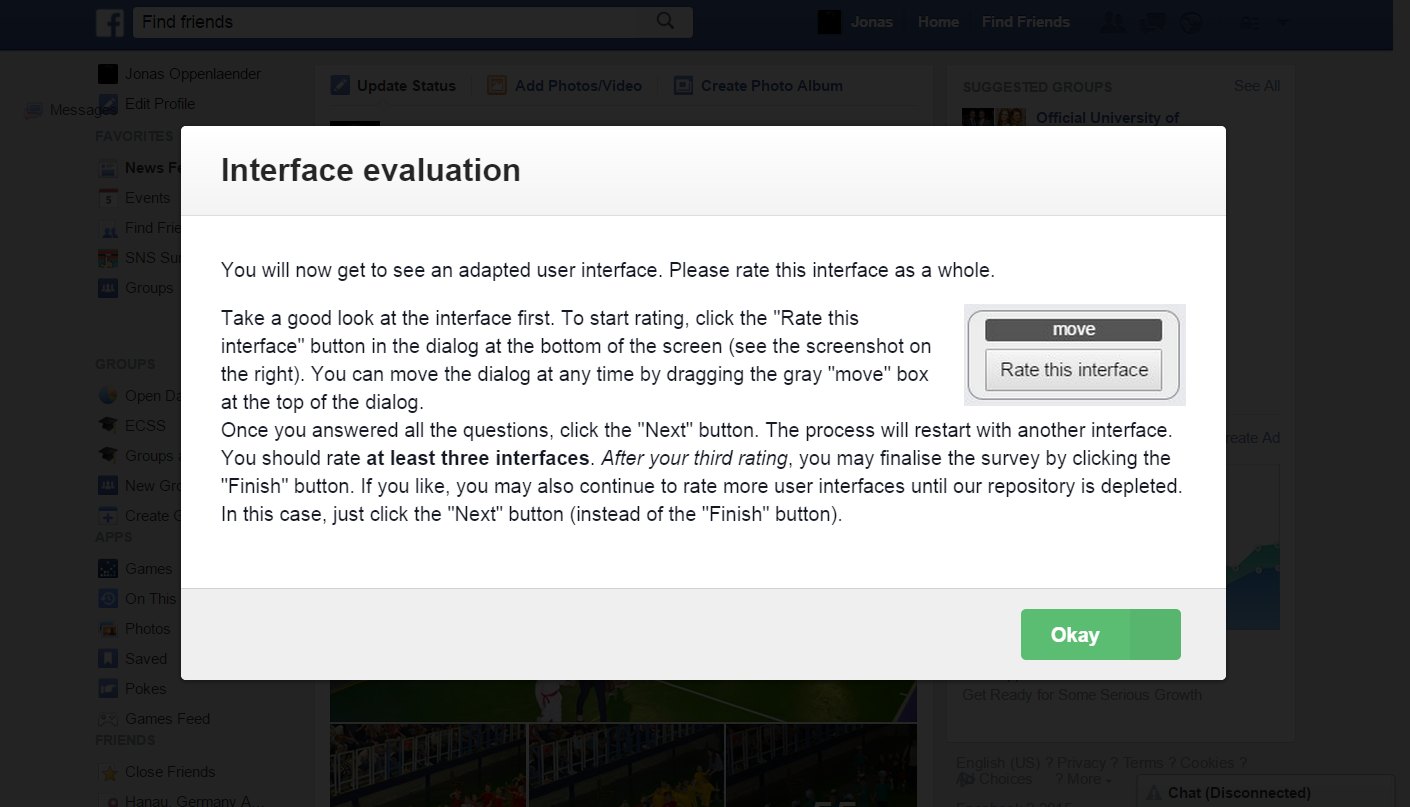 Find friends
Jonas
Home
Find Friends
Jonas Oppenlaender
Edit Profile
Messages
FAVORITES
News Fe
Events
Find Frie
SNS Su
Groups
GROUPS
Open Da
ECSS
Groups
New Gro
Create G
APPS
Games
On This
Photos
Saved
Pokes
Games Feed
FRIENDS
Close Friends
Hanau, Germany A...
Update Status
Add Photos/Video
Create Photo Album
SUGGESTED GROUPS
See All
Official University of
Interface evaluation
You will now get to see an adapted user interface. Please rate this interface as a whole.
Take a good look at the interface first. To start rating, click the "Rate this
interface" button in the dialog at the bottom of the screen (see the screenshot on
the right). You can move the dialog at any time by dragging the gray "move" box
at the top of the dialog.
move
Rate this interface
Once you answered all the questions, click the "Next" button. The process will restart with another interface.
You should rate at least three interfaces. After your third rating, you may finalise the survey by clicking the
"Finish" button. If you like, you may also continue to rate more user interfaces until our repository is depleted.
In this case, just click the "Next" button (instead of the "Finish" button).
Okay
reate Ad
Get Ready for Some Serious Growth
English (US) ? Privacy ? Terms ? Cookies ?
Choices ? More
Chat (Disconnected)